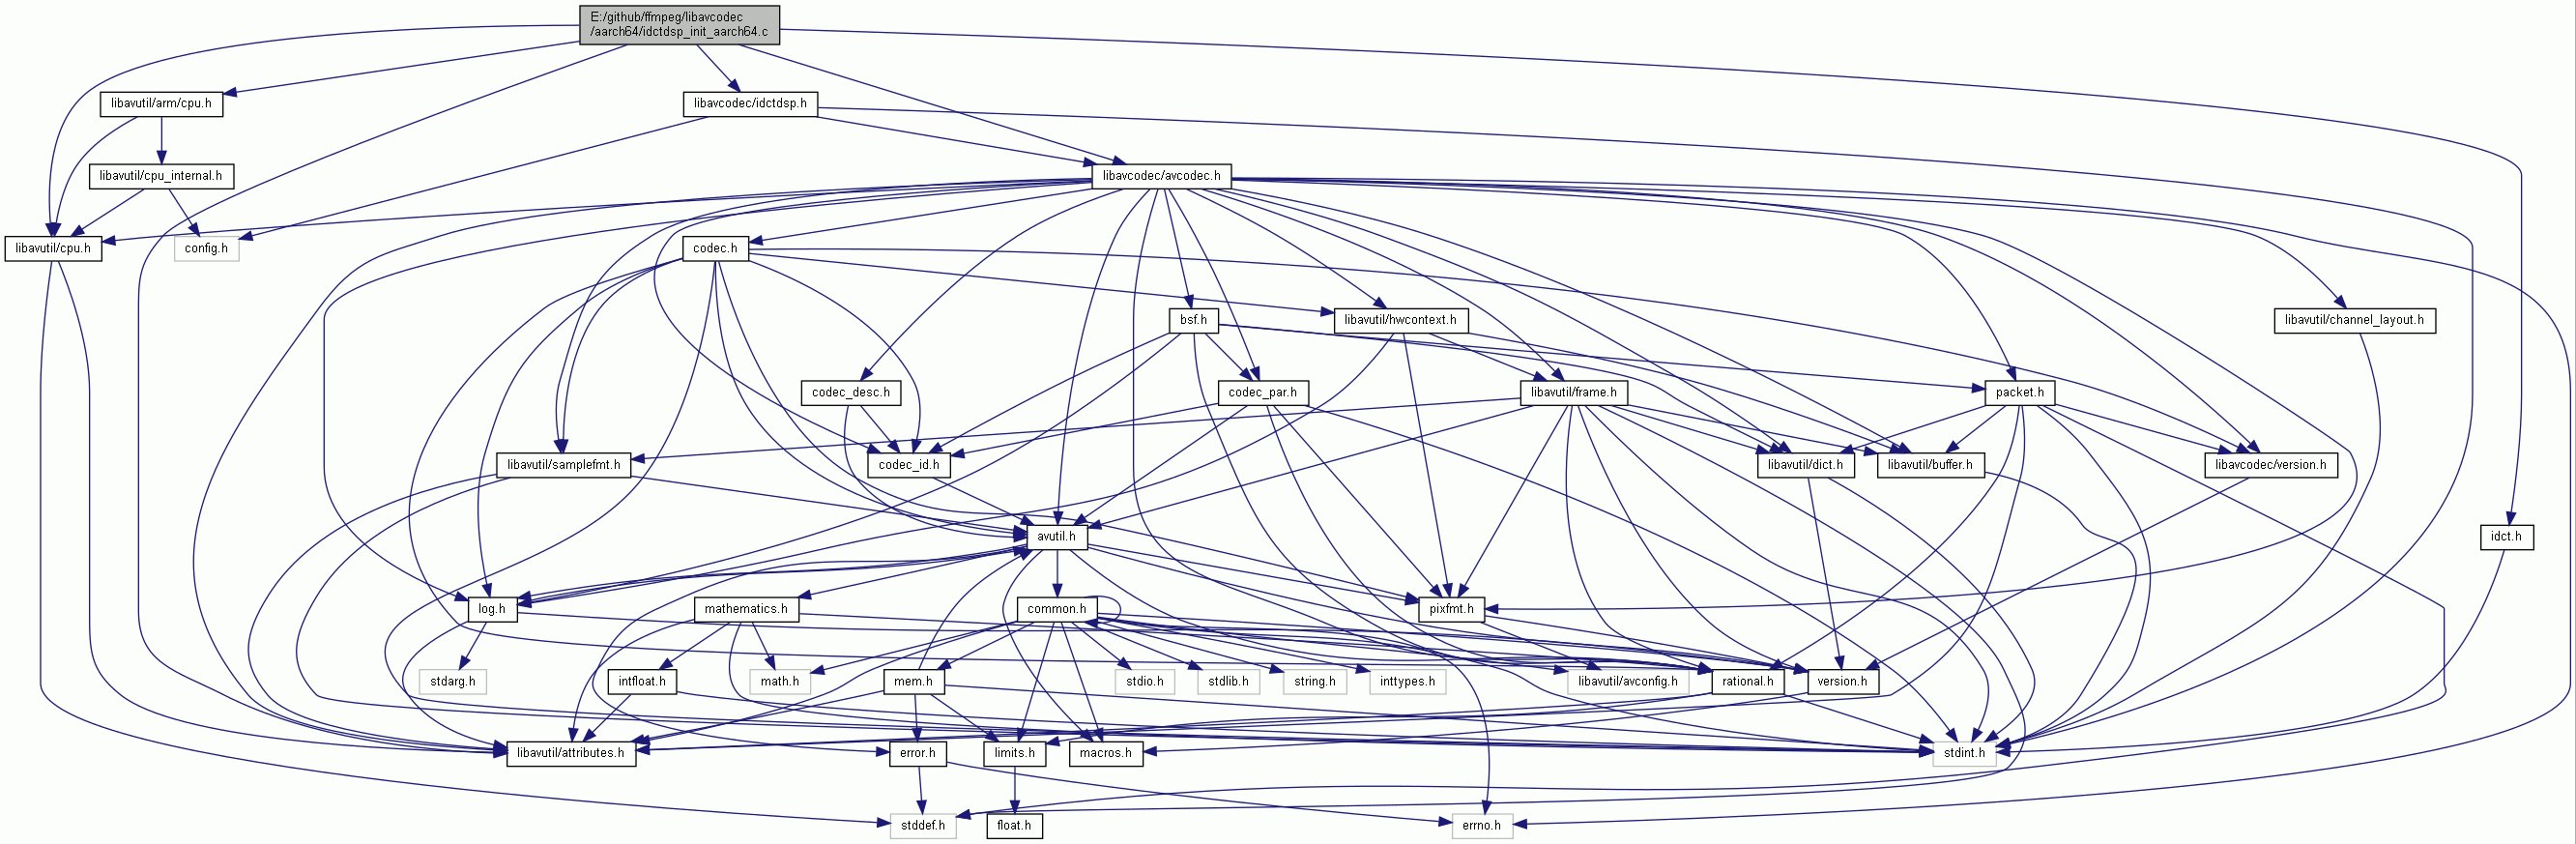 E:/github/ffmpeg/libavcodec
/aarch64/idctdsp_init_aarch64.c
libavutil/arm/cpu.h
libavcodec/idctdsp.h
libavutil/cpu_internal.h
libavcodec/avcodec.h
libavutil/cpu.h
config.h
codec.h
bsf.h
libavutil/hwcontext.h
libavutil/channel_layout.h
codec_desc.h
codec_par.h
libavutil/frame.h
packet.h
libavutil/samplefmt.h
codec_id.h
libavutil/dict.h
libavutil/buffer.h
libavcodec/version.h
avutil.h
idct.h
log.h
mathematics.h
common.h
pixfmt.h
stdarg.h
intfloat.h
math.h
mem.h
stdio.h
stdlib.h
string.h
inttypes.h
libavutil/avconfig.h
rational.h
version.h
libavutil/attributes.h
error.h
limits.h
macros.h
stdint.h
stddef.h
float.h
errno.h